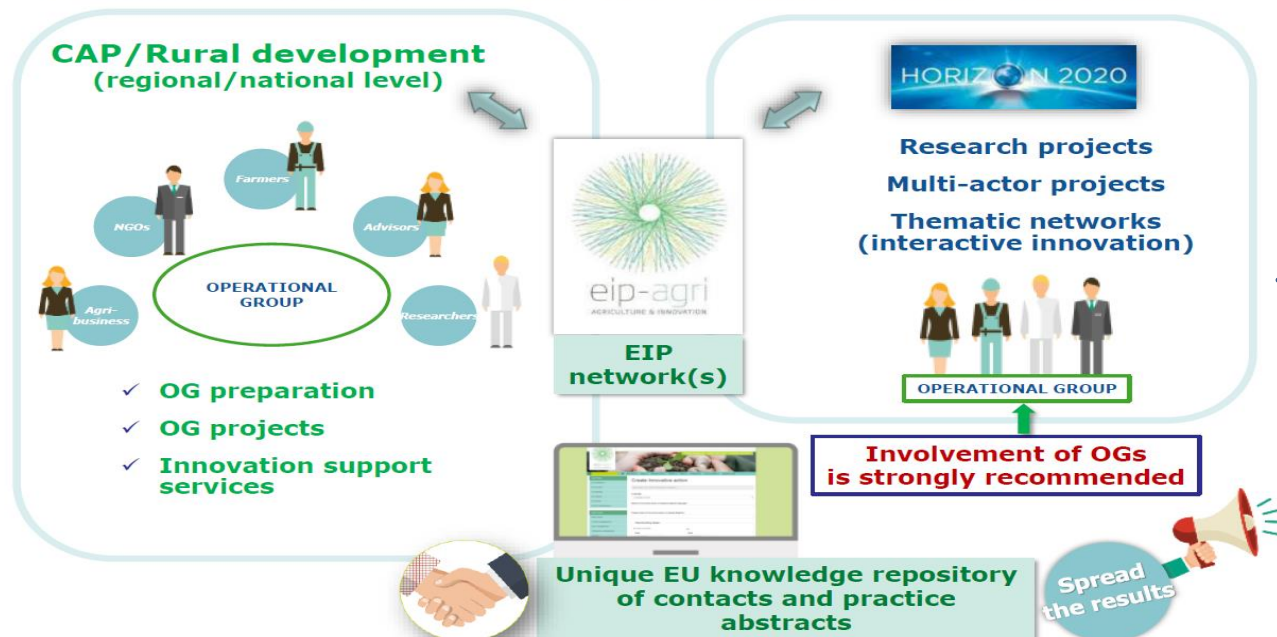 CAP/Rural development
(regional/national level)
Farmers
NGOs
Advisors
Agri-
business
OPERATIONAL
GROUP
Researchers
✓ OG preparation
✓ OG projects
✓ Innovation support
services
eip-agri
AGRICULTURE & INNOVATION
EIP
network(s)
HORIZON 2020
Research projects
Multi-actor projects
Thematic networks
(interactive innovation)
OPERATIONAL GROUP
Involvement of OGs
is strongly recommended
Create innovative action
Unique EU knowledge repository
of contacts and practice
abstracts
Spread
the results